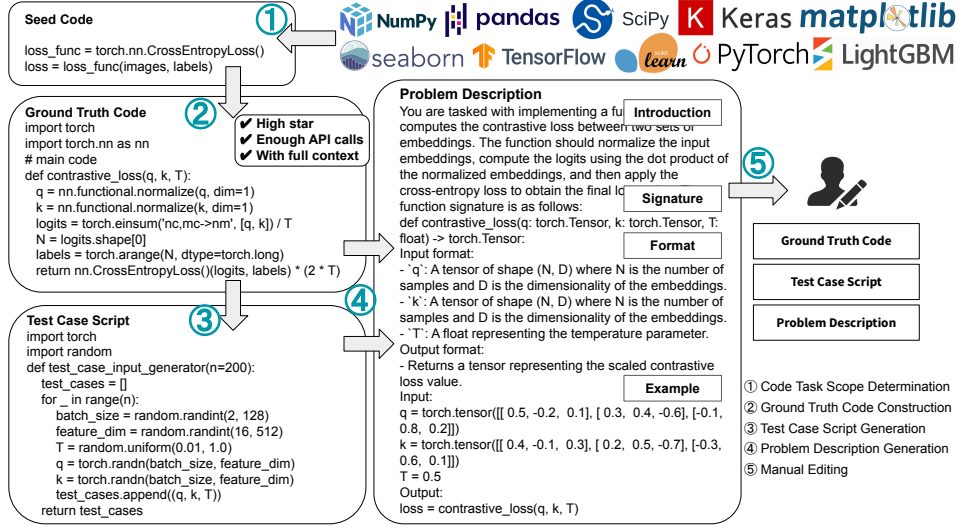 Seed Code
loss_func = torch.nn.CrossEntropyLoss()
loss = loss_func(images, labels)
①
NumPy
pandas
SciPy
K Keras
matplotlib
seaborn
TensorFlow
scikit
learn
PyTorch
LightGBM
②
Ground Truth Code
import torch
import torch.nn as nn
# main code
def contrastive_loss(q, k, T):
q = nn.functional.normalize(q, dim=1)
k = nn.functional.normalize(k, dim=1)
logits = torch.einsum('nc,mc->nm', [q, k]) / T
N = logits.shape[0]
labels = torch.arange(N, dtype=torch.long)
return nn.CrossEntropyLoss()(logits, labels) * (2 * T)
✔ High star
✔ Enough API calls
✔ With full context
③
Test Case Script
import torch
import random
def test_case_input_generator(n=200):
test_cases = []
for _ in range(n):
batch_size = random.randint(2, 128)
feature_dim = random.randint(16, 512)
T = random.uniform(0.01, 1.0)
q = torch.randn(batch_size, feature_dim)
k = torch.randn(batch_size, feature_dim)
test_cases.append((q, k, T))
return test_cases
④
Problem Description
You are tasked with implementing a fu
Introduction
computes the contrastive loss between two sets of
embeddings. The function should normalize the input
embeddings, compute the logits using the dot product of
the normalized embeddings, and then apply the
cross-entropy loss to obtain the final lo
Signature
function signature is as follows:
def contrastive_loss(q: torch.Tensor, k: torch.Tensor, T:
float) -> torch.Tensor:
Format
Input format:
- `q`: A tensor of shape (N, D) where N is the number of
samples and D is the dimensionality of the embeddings.
- `k`: A tensor of shape (N, D) where N is the number of
samples and D is the dimensionality of the embeddings.
- `T`: A float representing the temperature parameter.
Output format:
- Returns a tensor representing the scaled contrastive
loss value.
Example
Input:
q = torch.tensor([[ 0.5, -0.2, 0.1], [ 0.3, 0.4, -0.6], [-0.1,
0.8, 0.2]])
k = torch.tensor([[ 0.4, -0.1, 0.3], [ 0.2, 0.5, -0.7], [-0.3,
0.6, 0.1]])
T = 0.5
Output:
loss = contrastive_loss(q, k, T)
⑤
Ground Truth Code
Test Case Script
Problem Description
① Code Task Scope Determination
② Ground Truth Code Construction
③ Test Case Script Generation
④ Problem Description Generation
⑤ Manual Editing